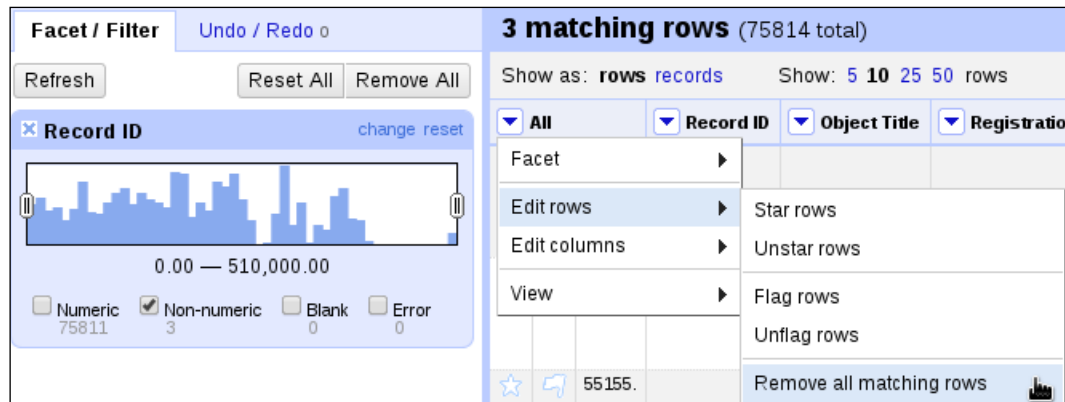 Facet / Filter Undo / Redo 0
Refresh Reset All Remove All
Record ID change reset
0.00 — 510,000.00
Numeric Non-numeric Blank Error
75811 3 0 0
3 matching rows (75814 total)
Show as: rows records Show: 5 10 25 50 rows
All Record ID Object Title Registratio
Facet
Edit rows
Edit columns
View
Star rows
Unstar rows
Flag rows
Unflag rows
Remove all matching rows
55155.